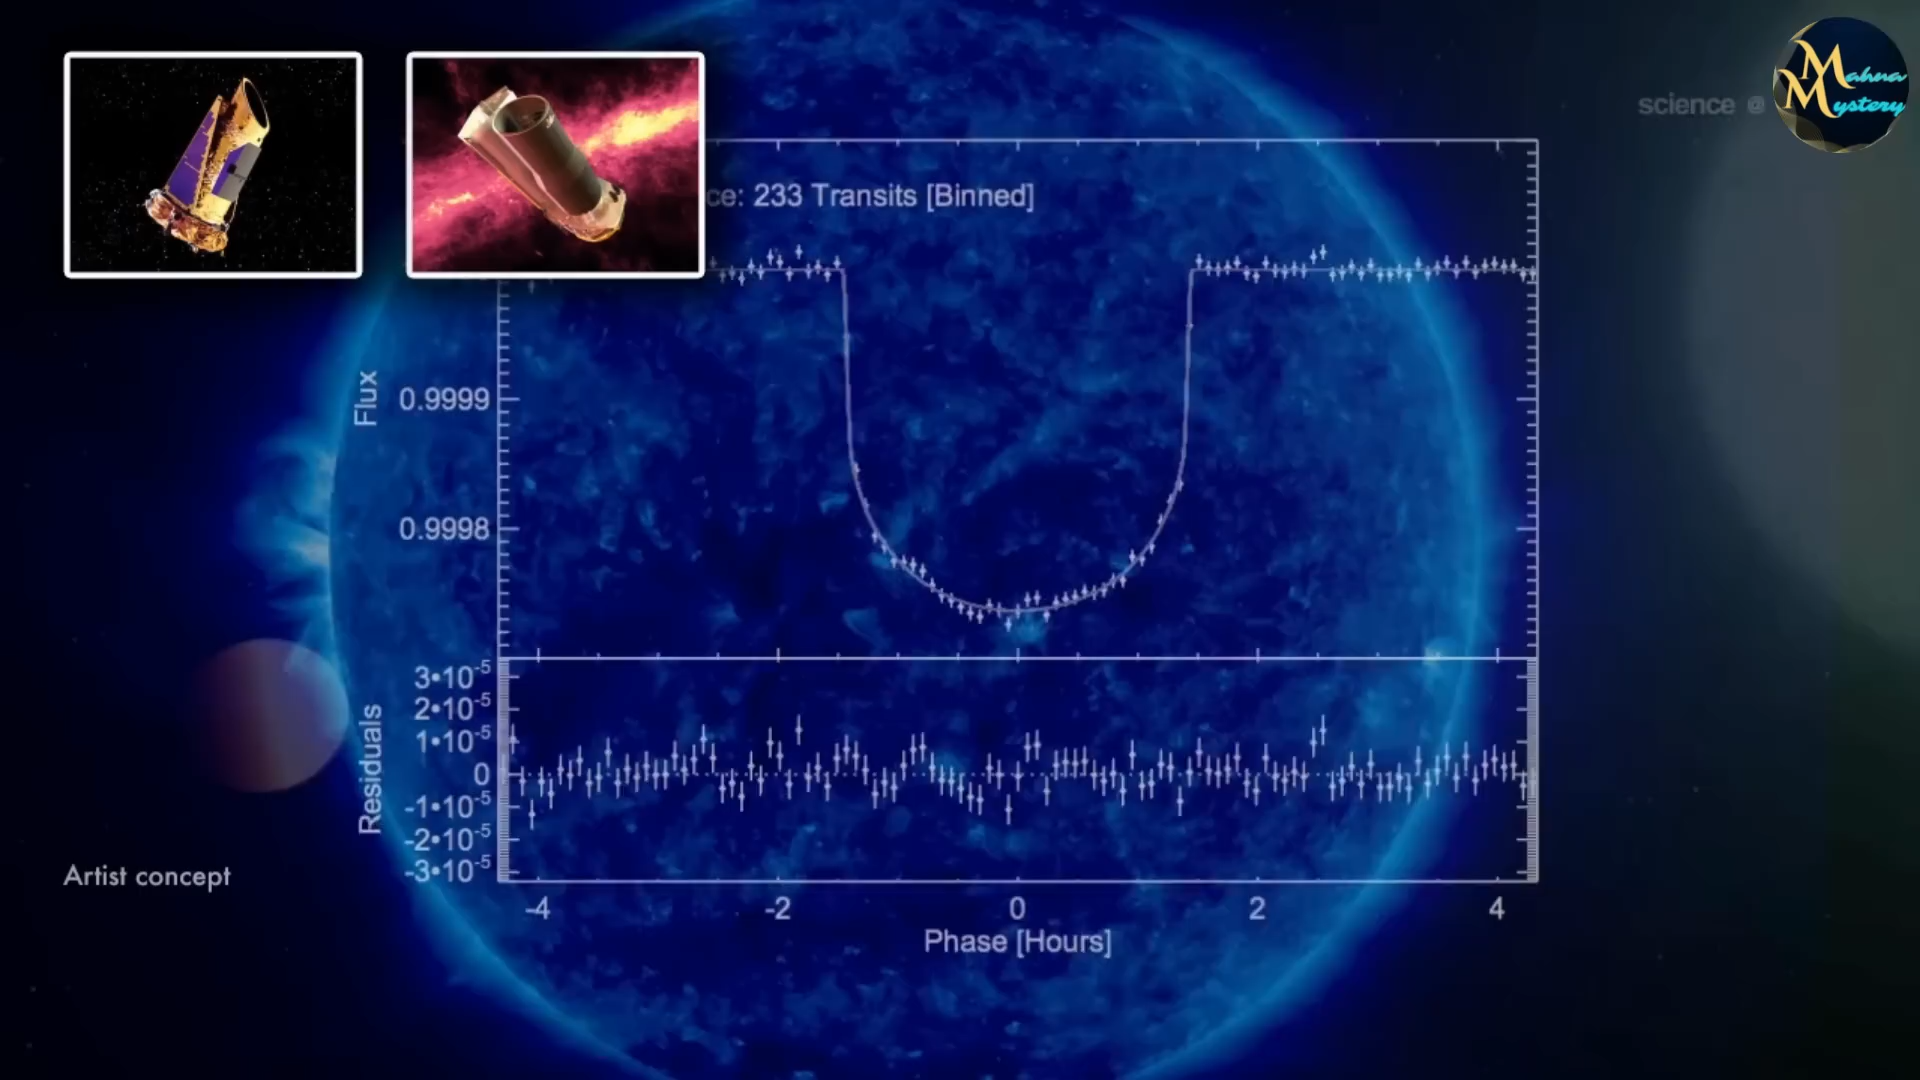 Mahna
Mystery
science @
233 Transits [Binned]
Flux
0.9999
0.9998
Residuals
3•10⁻⁵
2•10⁻⁵
1•10⁻⁵
0
-1•10⁻⁵
-2•10⁻⁵
-3•10⁻⁵
-4 -2 0 2 4
Phase [Hours]
Artist concept